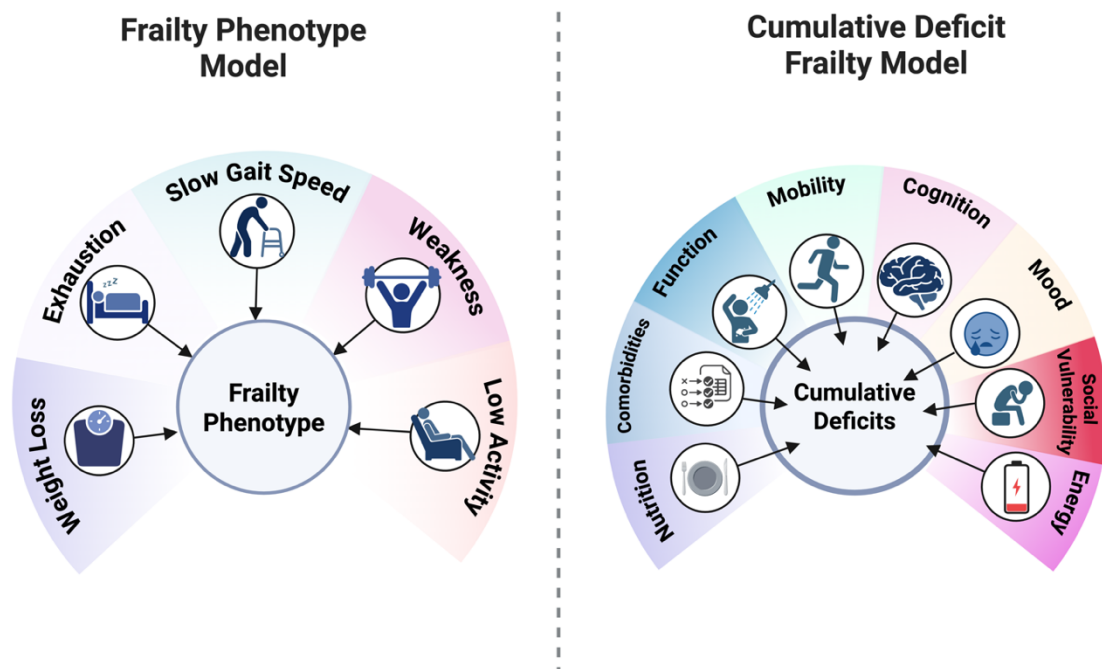 Frailty Phenotype
Model
Weight Loss
Exhaustion
zzZ
Slow Gait Speed
Weakness
Low Activity
Frailty
Phenotype
Cumulative Deficit
Frailty Model
Nutrition
Comorbidities
Function
Mobility
Cognition
Mood
Social
Vulnerability
Energy
Cumulative
Deficits